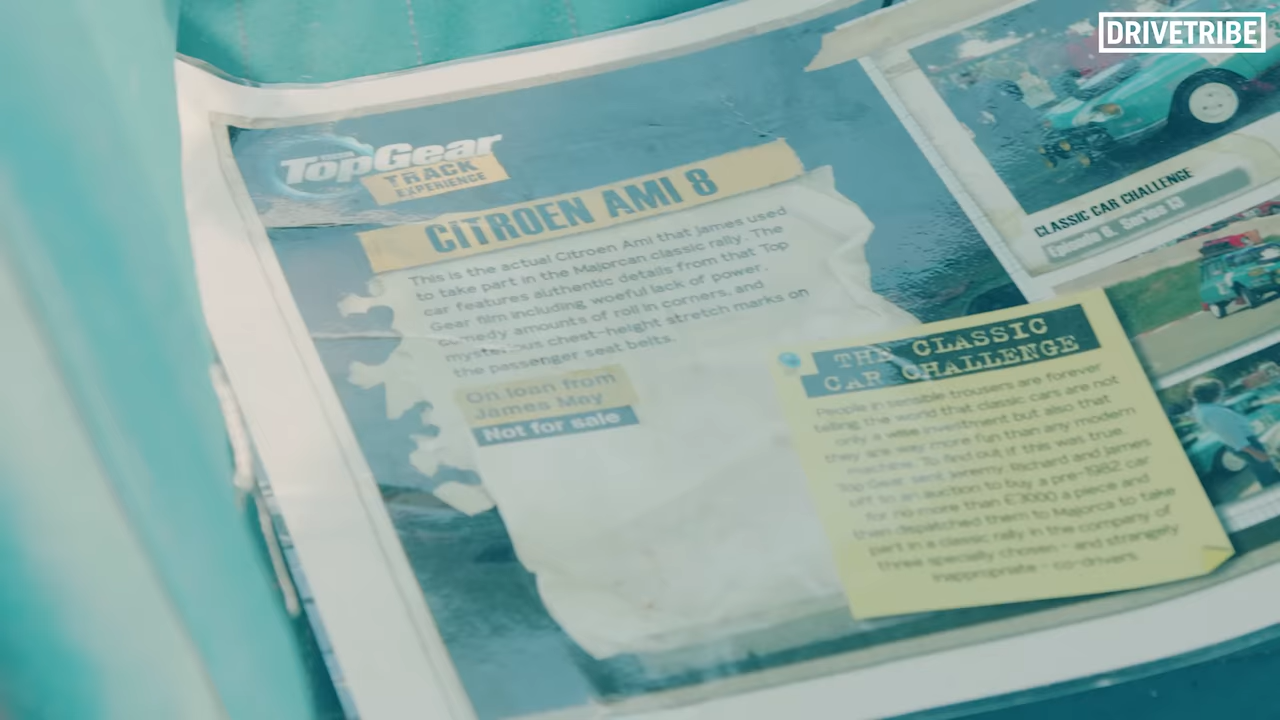 DRIVETRIBE
TopGear
TRACK
EXPERIENCE
CITROEN AMI 8
This is the actual Citroen Ami that james used
to take part in the Majorcan classic rally. The
car features authentic details from that Top
Gear film including woeful lack of power,
comedy amounts of roll in corners, and
mysterious chest-height stretch marks on
the passenger seat belts.
On loan from
James May
Not for sale
CLASSIC CAR CHALLENGE
Episode 6, Series 13
THE CLASSIC
CAR CHALLENGE
People in sensible trousers are forever
telling the world that classic cars are not
only a wise investment but also that
they are way more fun than any modern
machine. To find out if this was true,
Top Gear sent Jeremy, Richard and James
off to an auction to buy a pre-1982 car
for no more than £3000 a piece and
then dispatched them to Majorca to take
part in a classic rally in the company of
three specially chosen - and strangely
inappropriate - co-drivers